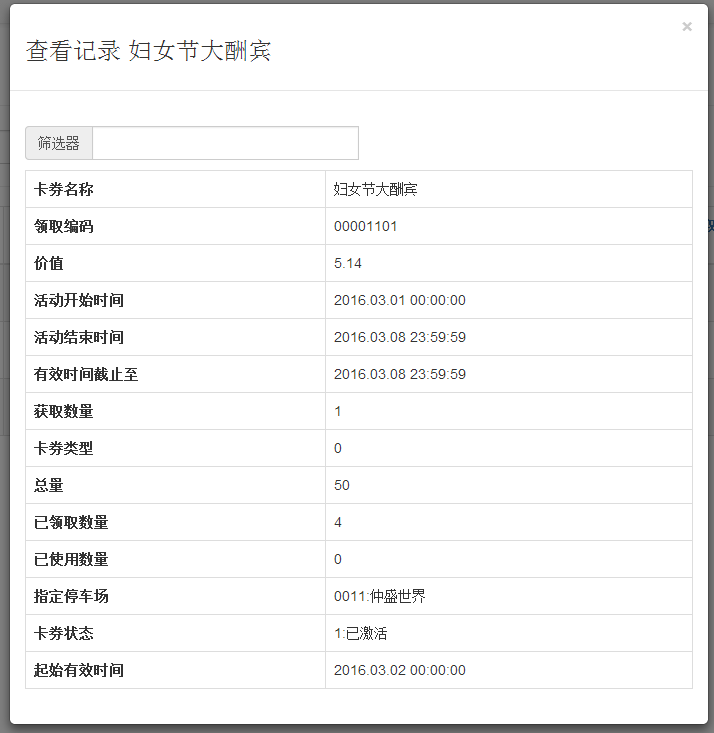 ×
查看记录 妇女节大酬宾
筛选器
卡券名称 妇女节大酬宾
领取编码 00001101
价值 5.14
活动开始时间 2016.03.01 00:00:00
活动结束时间 2016.03.08 23:59:59
有效时间截止至 2016.03.08 23:59:59
获取数量 1
卡券类型 0
总量 50
已领取数量 4
已使用数量 0
指定停车场 0011:仲盛世界
卡券状态 1:已激活
起始有效时间 2016.03.02 00:00:00